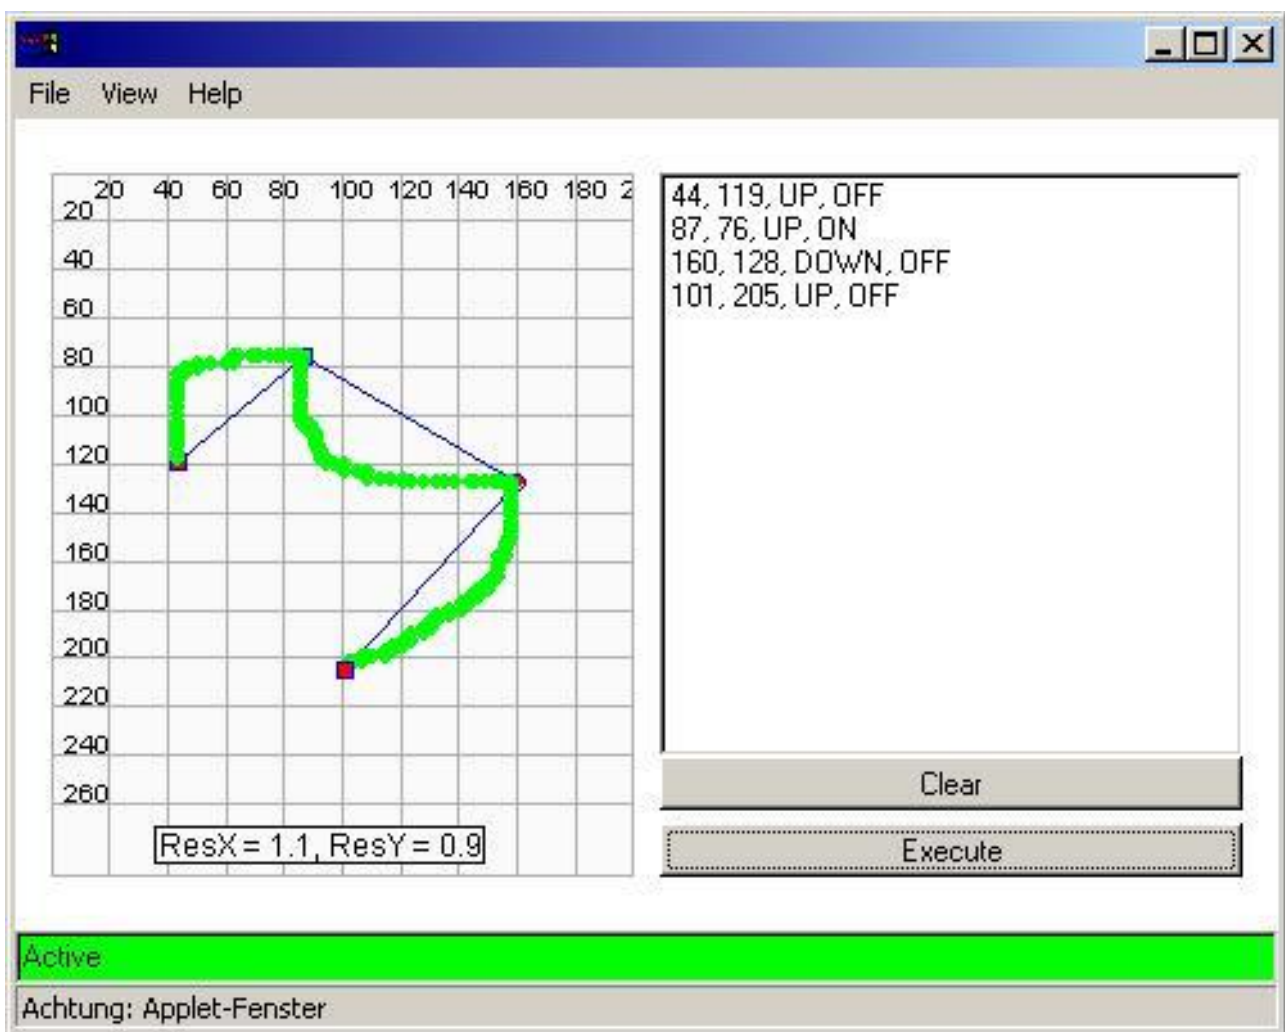 File View Help
20 40 60 80 100 120 140 160 180 2
20
40
60
80
100
120
140
160
180
200
220
240
260
ResX = 1.1, ResY = 0.9
44, 119, UP, OFF
87, 76, UP, ON
160, 128, DOWN, OFF
101, 205, UP, OFF
Clear
Execute
Active
Achtung: Applet-Fenster